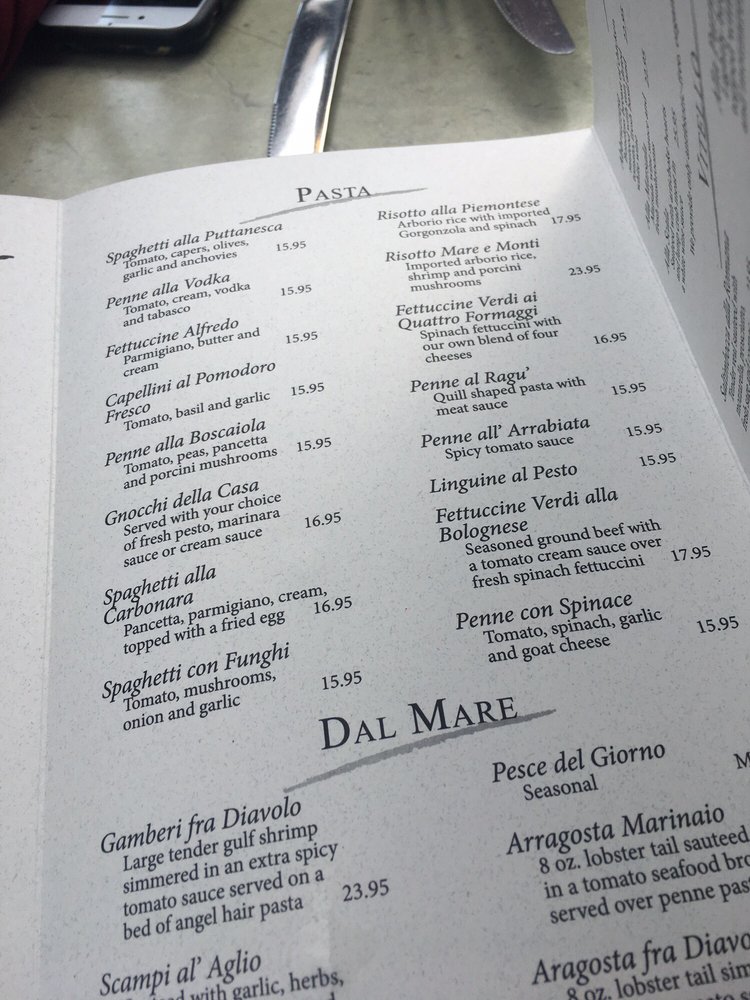 PASTA
Spaghetti alla Puttanesca
Tomato, capers, olives,
garlic and anchovies 15.95
Penne alla Vodka
Tomato, cream, vodka
and tabasco 15.95
Fettuccine Alfredo
Parmigiano, butter and
cream 15.95
Capellini al Pomodoro
Fresco
Tomato, basil and garlic 15.95
Penne alla Boscaiola
Tomato, peas, pancetta
and porcini mushrooms 15.95
Gnocchi della Casa
Served with your choice
of fresh pesto, marinara
sauce or cream sauce 16.95
Spaghetti alla
Carbonara
Pancetta, parmigiano, cream,
topped with a fried egg 16.95
Spaghetti con Funghi
Tomato, mushrooms,
onion and garlic 15.95
Risotto alla Piemontese
Arborio rice with imported
Gorgonzola and spinach 17.95
Risotto Mare e Monti
Imported arborio rice,
shrimp and porcini
mushrooms 23.95
Fettuccine Verdi ai
Quattro Formaggi
Spinach fettuccini with
our own blend of four
cheeses 16.95
Penne al Ragu'
Quill shaped pasta with
meat sauce 15.95
Penne all' Arrabiata
Spicy tomato sauce 15.95
Linguine al Pesto 15.95
Fettuccine Verdi alla
Bolognese
Seasoned ground beef with
a tomato cream sauce over
fresh spinach fettuccini 17.95
Penne con Spinace
Tomato, spinach, garlic
and goat cheese 15.95
DAL MARE
Gamberi fra Diavolo
Large tender gulf shrimp
simmered in an extra spicy
tomato sauce served on a
bed of angel hair pasta 23.95
Scampi al' Aglio
with garlic, herbs,
Pesce del Giorno
Seasonal M
Arragosta Marinaio
8 oz. lobster tail sauteed
in a tomato seafood bro
served over penne pas
Aragosta fra Diavo
8 oz. lobster tail sim
VITELLO